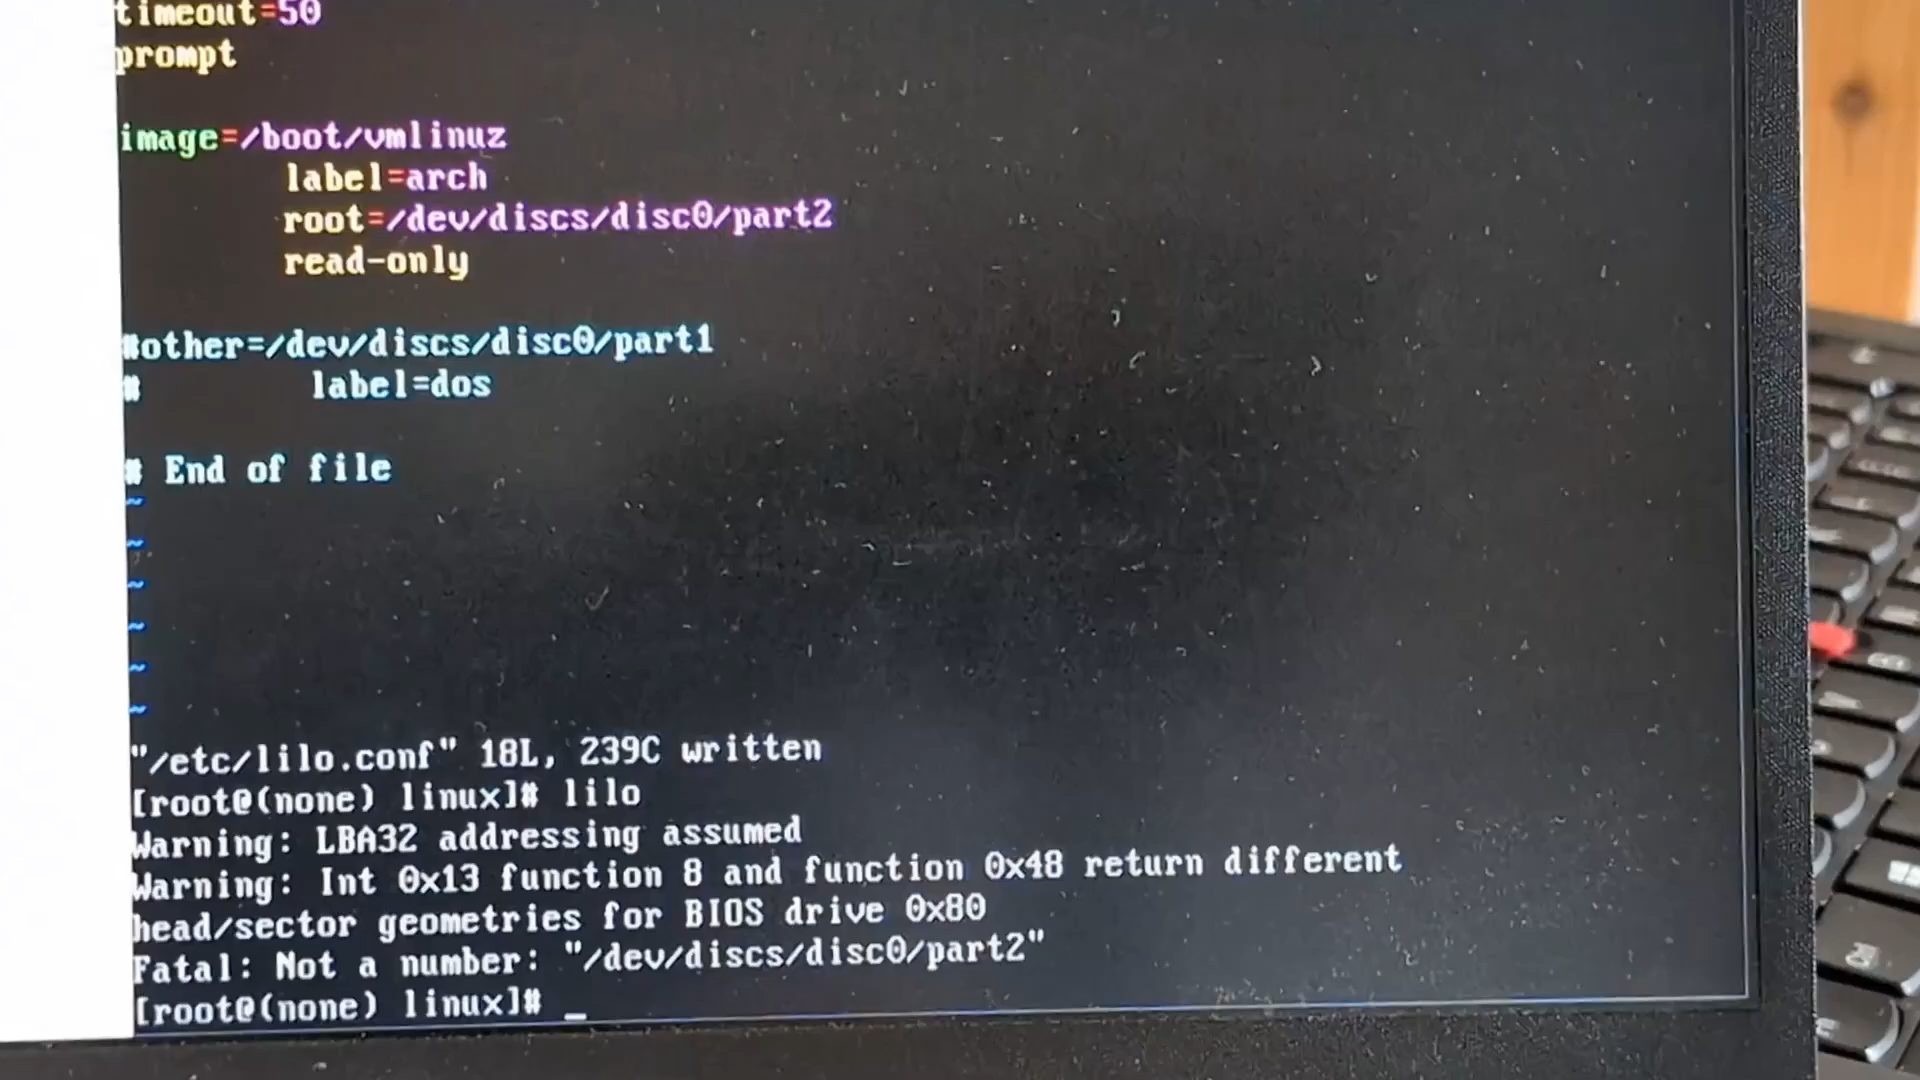 timeout=50
prompt
image=/boot/vmlinuz
label=arch
root=/dev/discs/disc0/part2
read-only
#other=/dev/discs/disc0/part1
# label=dos
# End of file
~
~
~
~
~
~
"/etc/lilo.conf" 18L, 239C written
[root@(none) linux]# lilo
Warning: LBA32 addressing assumed
Warning: Int 0x13 function 8 and function 0x48 return different
head/sector geometries for BIOS drive 0x80
Fatal: Not a number: "/dev/discs/disc0/part2"
[root@(none) linux]# _